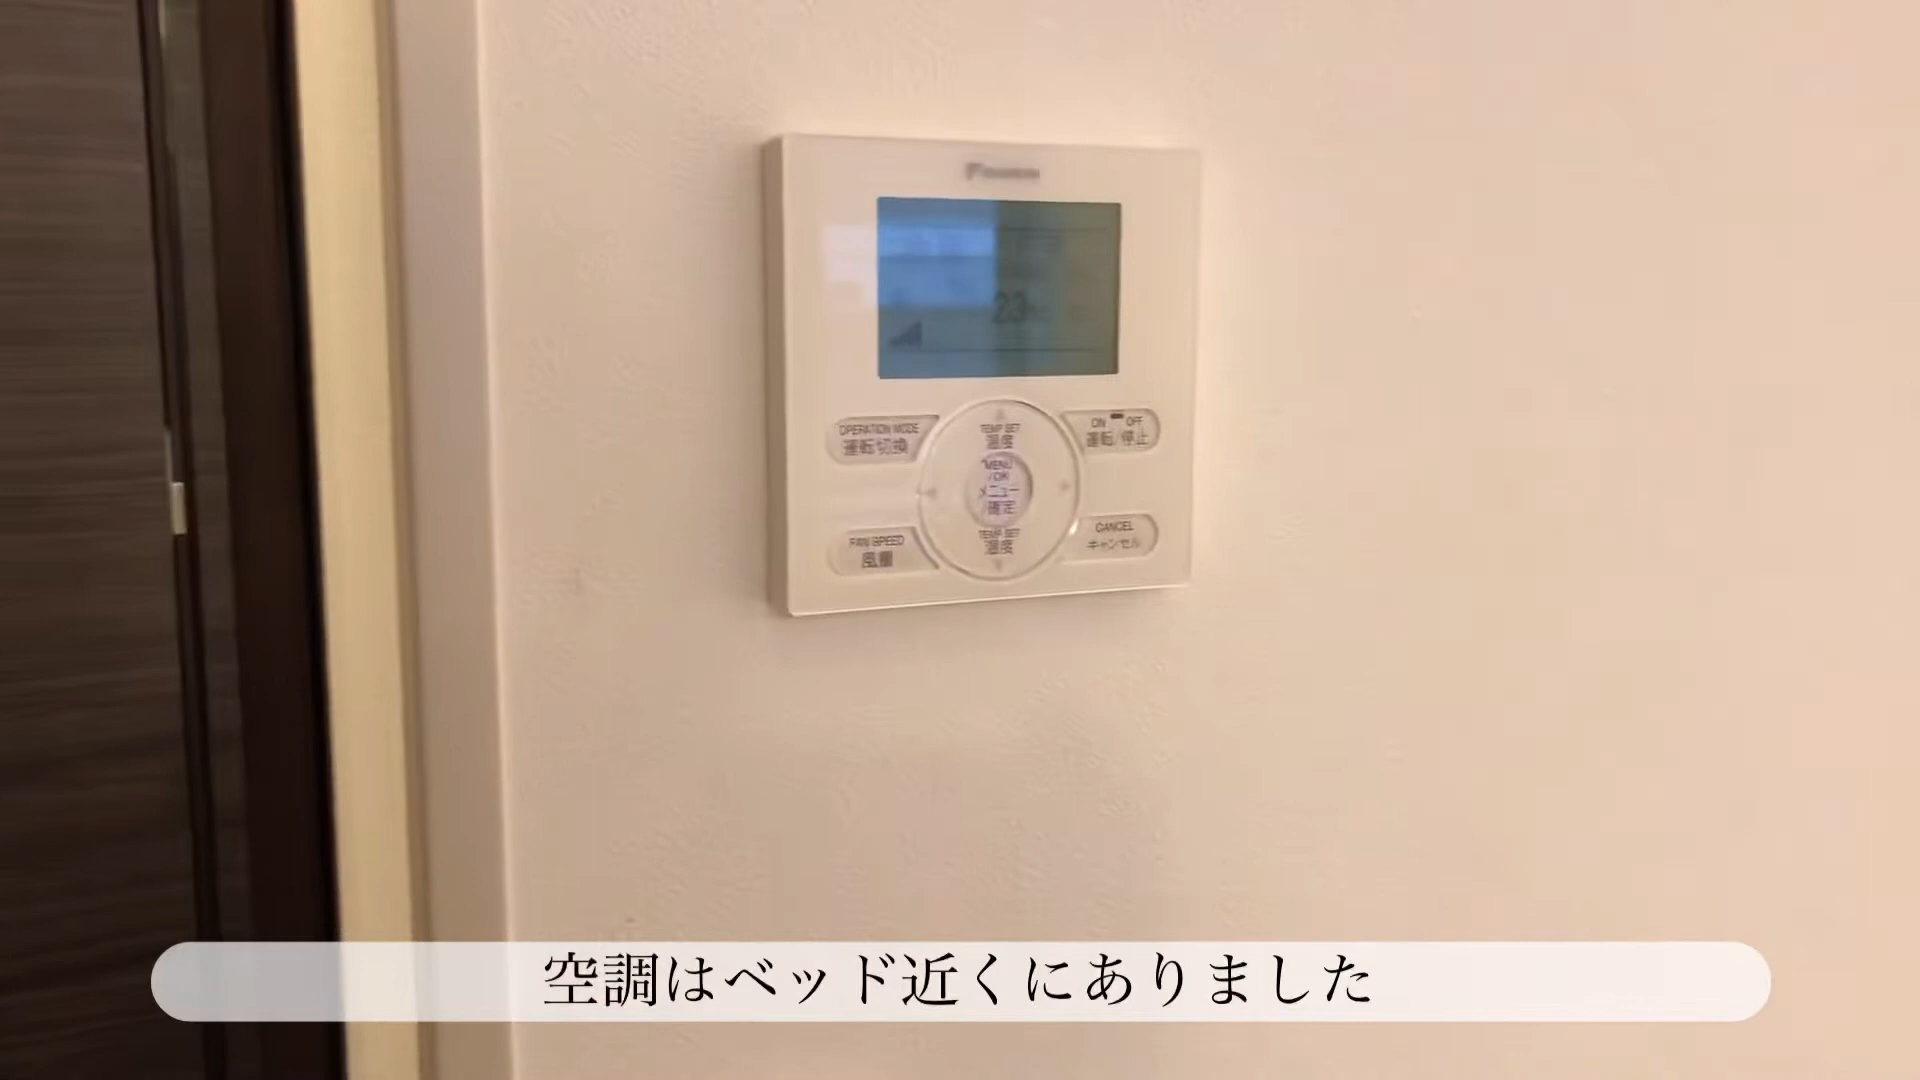 23
OPERATION MODE
運転切換
TEMP SET
温度
ON OFF
運転/停止
MENU
/OK
メニュー
/確定
FAN SPEED
風量
TEMP SET
温度
CANCEL
キャンセル
空調はベッド近くにありました